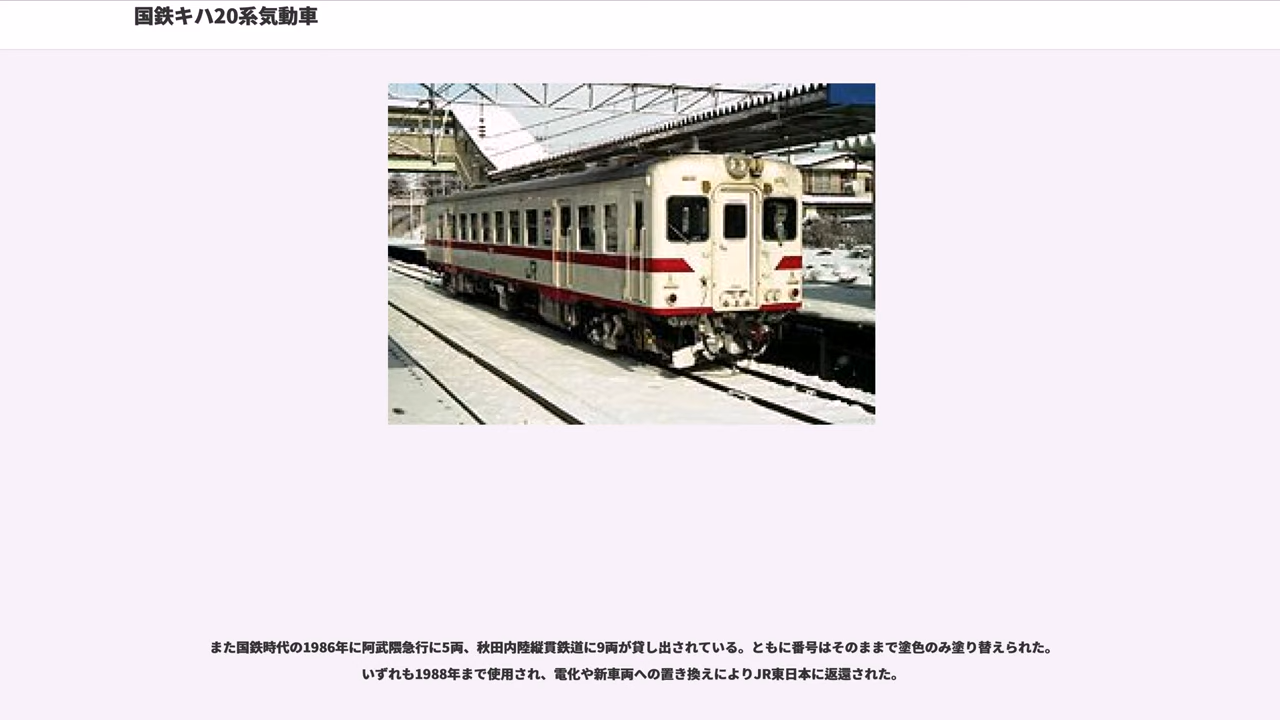 国鉄キハ20系気動車
JR
また国鉄時代の1986年に阿武隈急行に5両、秋田内陸縦貫鉄道に9両が貸し出されている。ともに番号はそのままで塗色のみ塗り替えられた。
いずれも1988年まで使用され、電化や新車両への置き換えによりJR東日本に返還された。